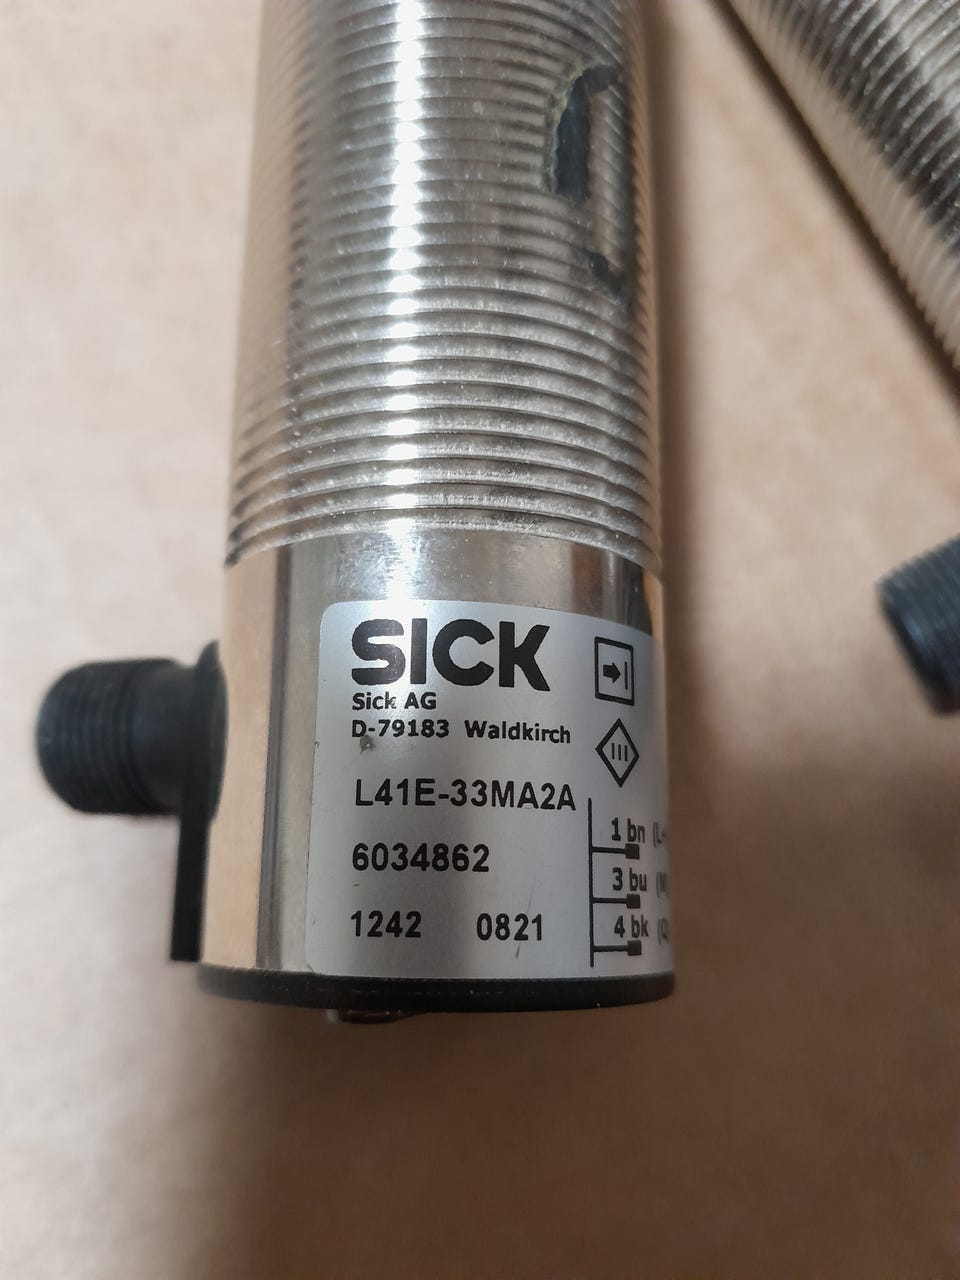 SICK
Sick AG
D-79183 Waldkirch
L41E-33MA2A
6034862
1242 0821
1 bn (L+
3 bu (M
4 bk (Q